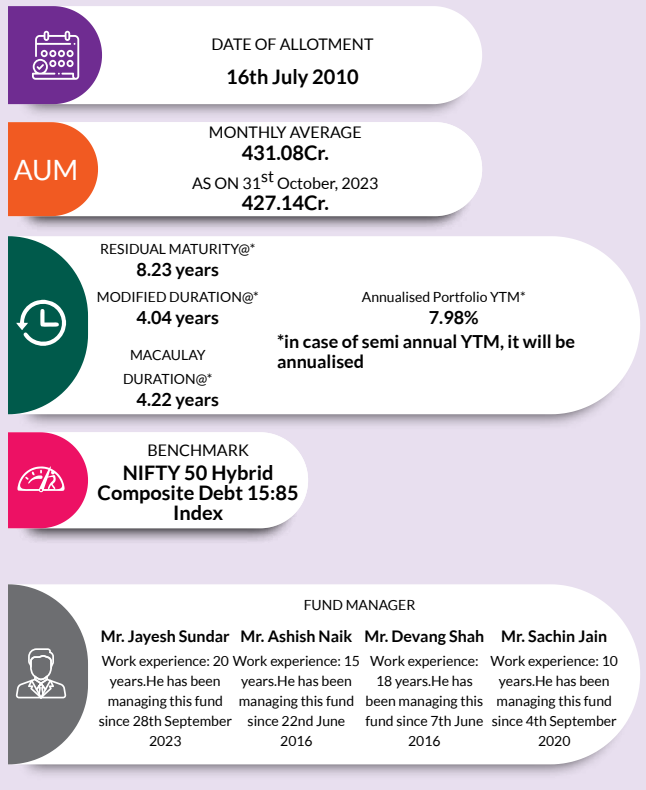 DATE OF ALLOTMENT
16th July 2010
AUM
MONTHLY AVERAGE
431.08Cr.
AS ON 31st October, 2023
427.14Cr.
RESIDUAL MATURITY@*
8.23 years
MODIFIED DURATION@*
4.04 years
MACAULAY
DURATION@*
4.22 years
Annualised Portfolio YTM*
7.98%
*in case of semi annual YTM, it will be
annualised
BENCHMARK
NIFTY 50 Hybrid
Composite Debt 15:85
Index
FUND MANAGER
Mr. Jayesh Sundar
Work experience: 20
years.He has been
managing this fund
since 28th September
2023
Mr. Ashish Naik
Work experience: 15
years.He has been
managing this fund
since 22nd June
2016
Mr. Devang Shah
Work experience:
18 years.He has
been managing this
fund since 7th June
2016
Mr. Sachin Jain
Work experience: 10
years.He has been
managing this fund
since 4th September
2020